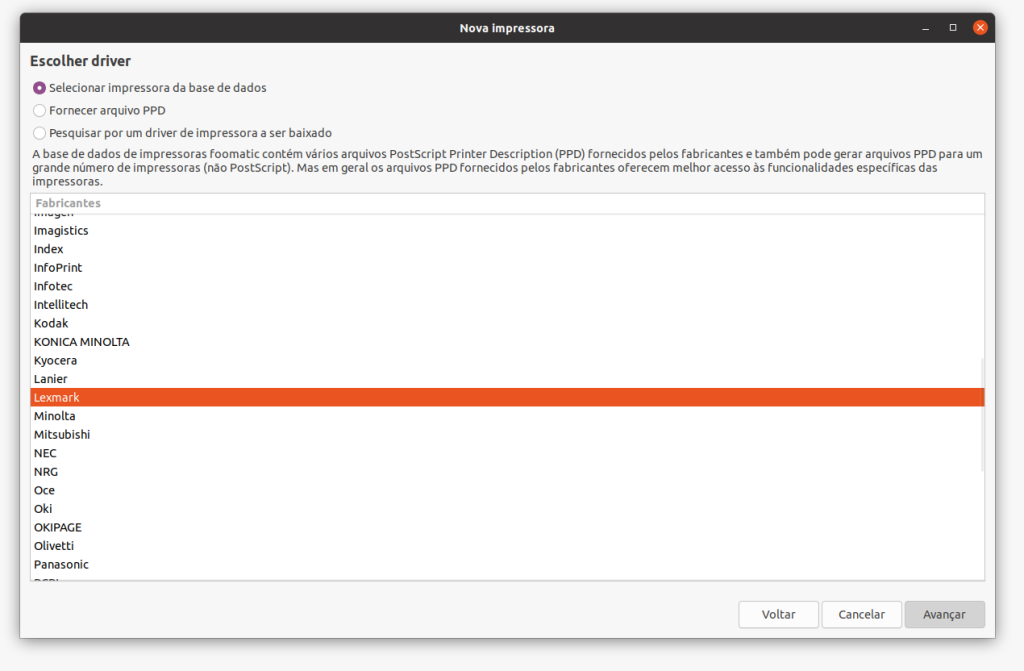 Nova impressora
Escolher driver
Selecionar impressora da base de dados
Fornecer arquivo PPD
Pesquisar por um driver de impressora a ser baixado
A base de dados de impressoras foomatic contém vários arquivos PostScript Printer Description (PPD) fornecidos pelos fabricantes e também pode gerar arquivos PPD para um
grande número de impressoras (não PostScript). Mas em geral os arquivos PPD fornecidos pelos fabricantes oferecem melhor acesso às funcionalidades específicas das
impressoras.
Fabricantes
Imagen
Imagistics
Index
InfoPrint
Infotec
Intellitech
Kodak
KONICA MINOLTA
Kyocera
Lanier
Lexmark
Minolta
Mitsubishi
NEC
NRG
Oce
Oki
OKIPAGE
Olivetti
Panasonic
Voltar
Cancelar
Avançar